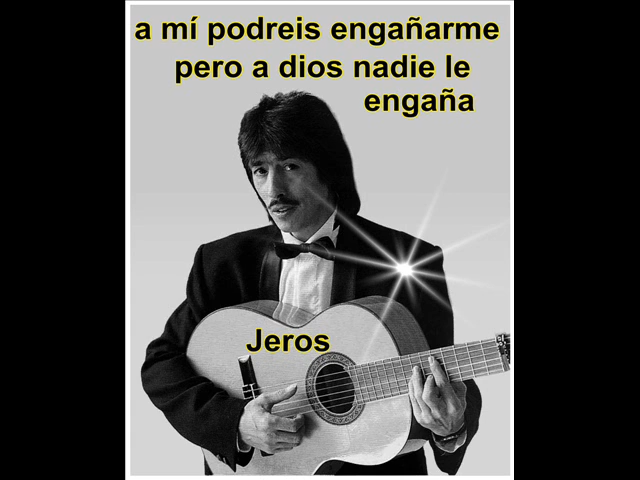 a mí podreis engañarme
pero a dios nadie le
engaña
Jeros